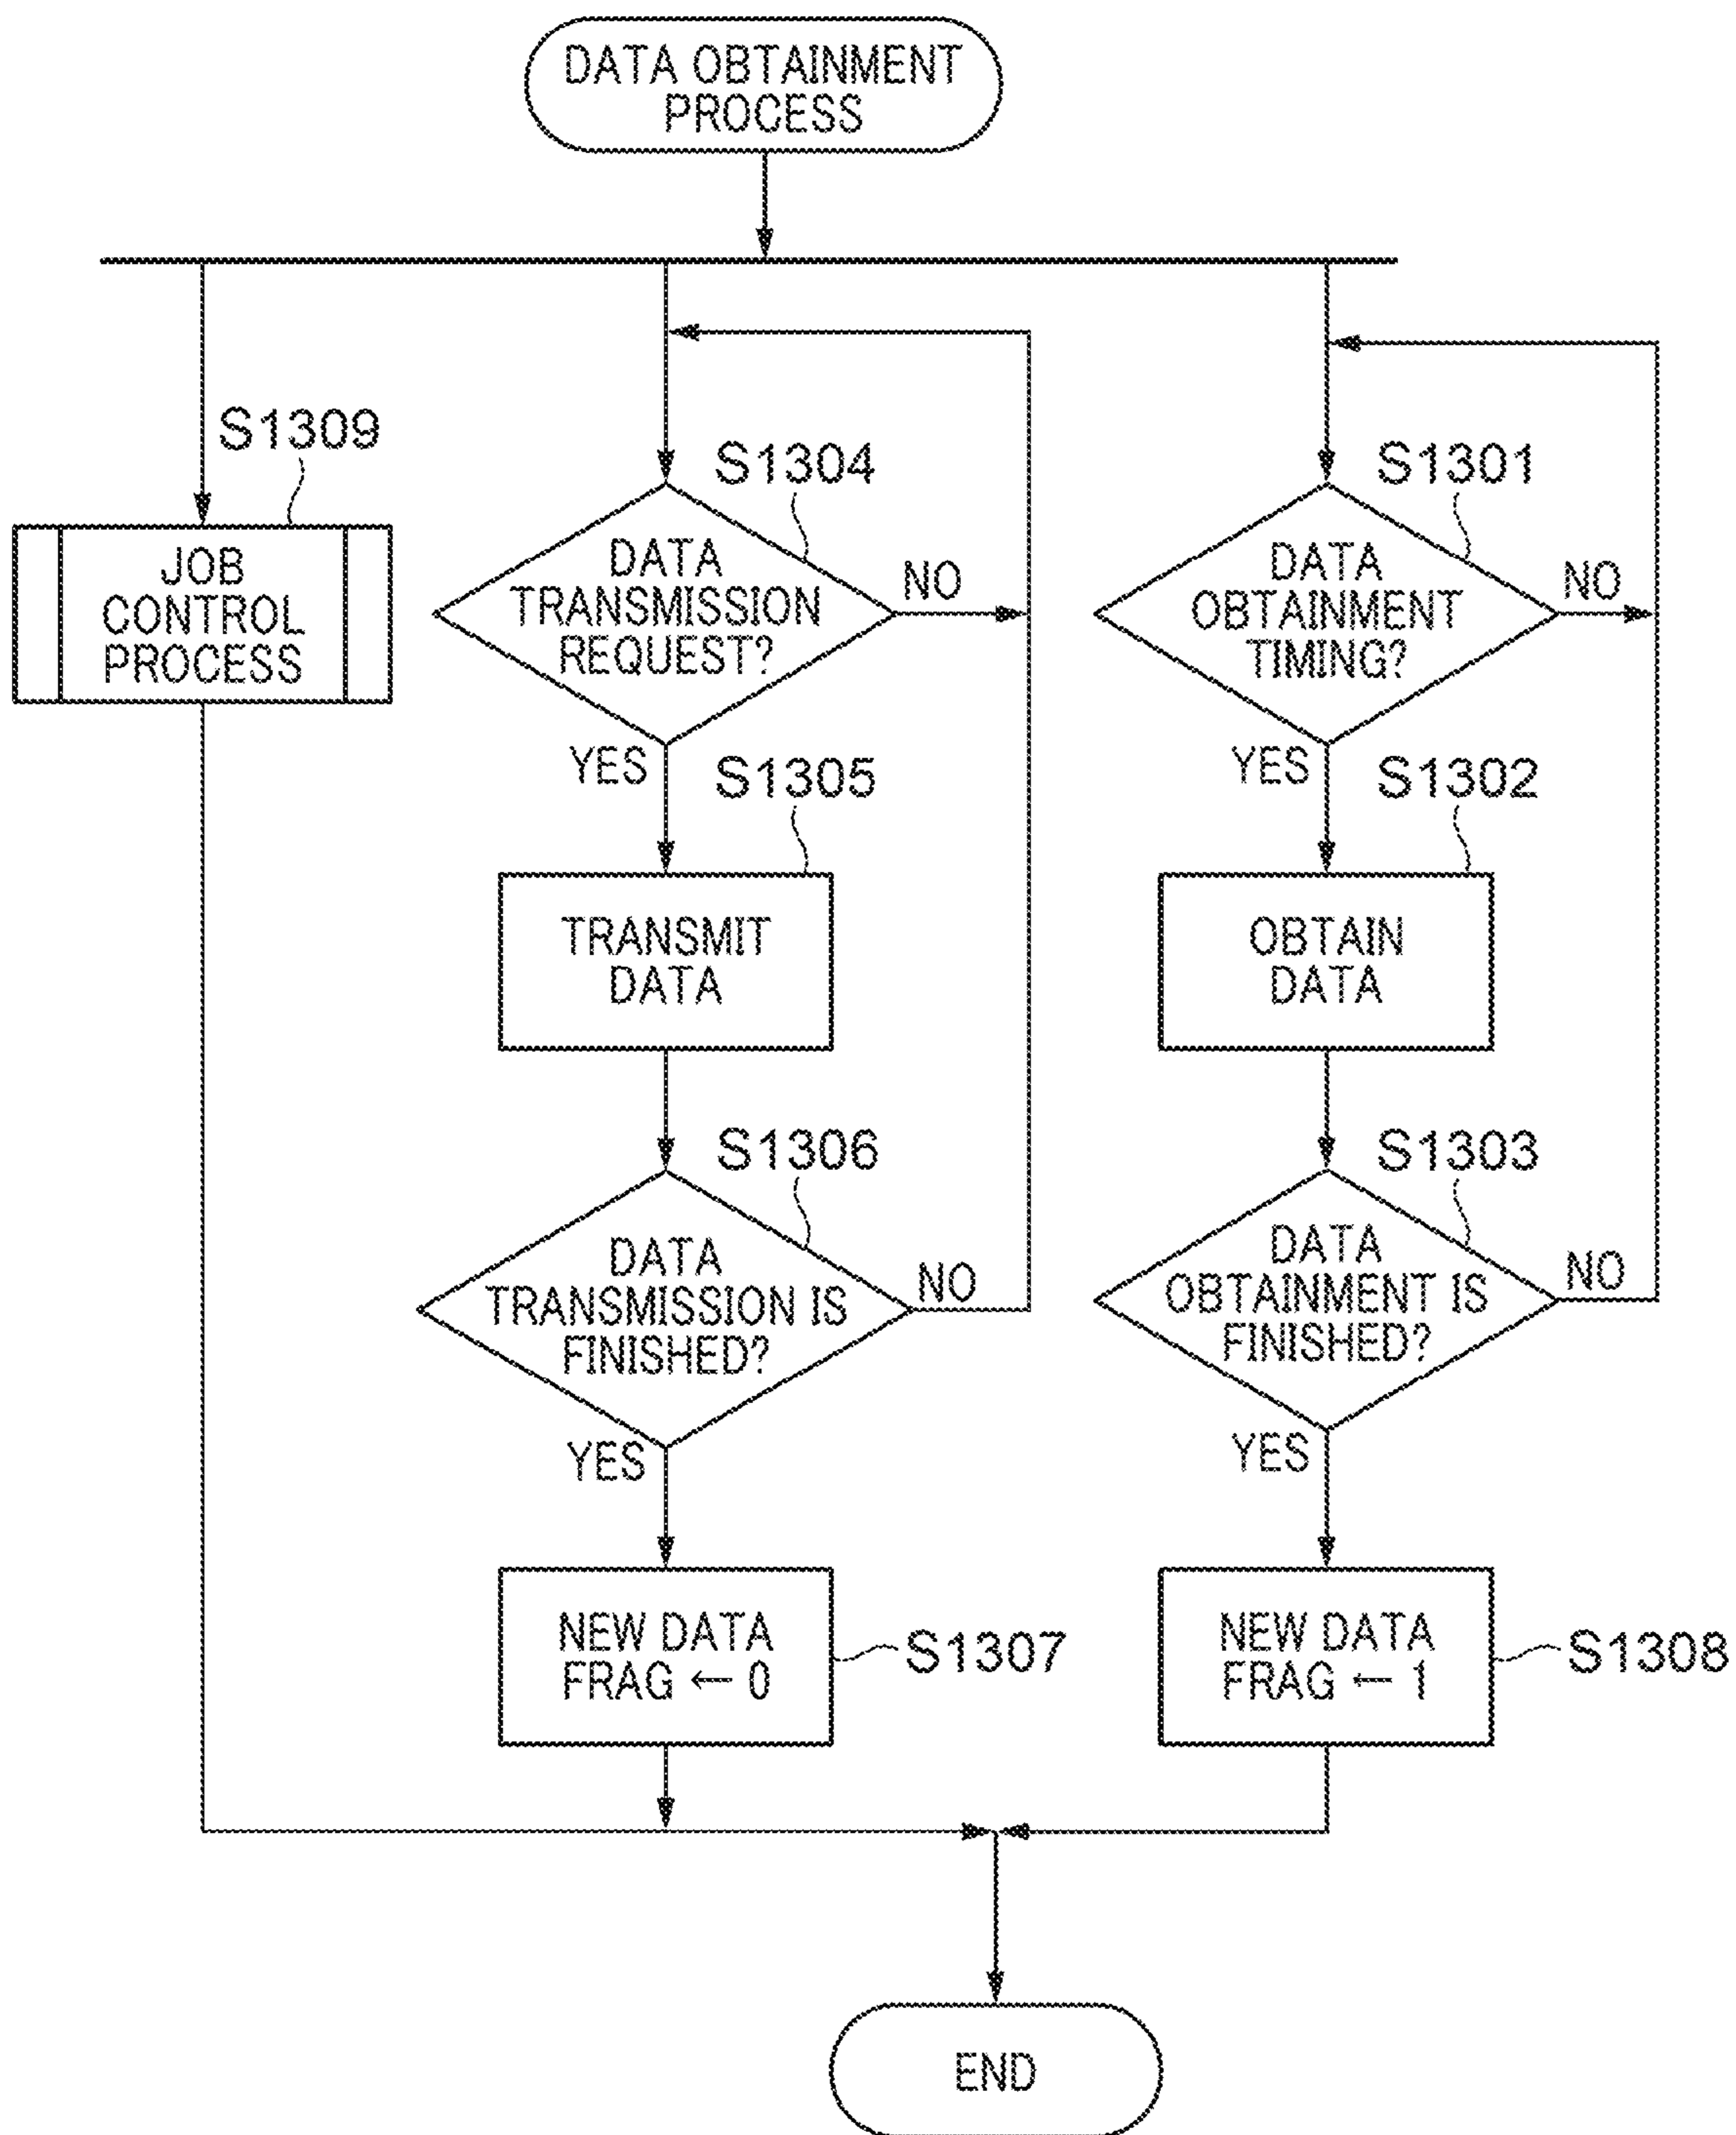 DATA OBTAINMENT
PROCESS
S1309
JOB
CONTROL
PROCESS
S1304
DATA
TRANSMISSION
REQUEST?
NO
YES
S1305
TRANSMIT
DATA
S1306
DATA
TRANSMISSION IS
FINISHED?
NO
YES
NEW DATA
FRAG ← 0
S1307
S1301
DATA
OBTAINMENT
TIMING?
NO
YES
S1302
OBTAIN
DATA
S1303
DATA
OBTAINMENT IS
FINISHED?
NO
YES
NEW DATA
FRAG ← 1
S1308
END